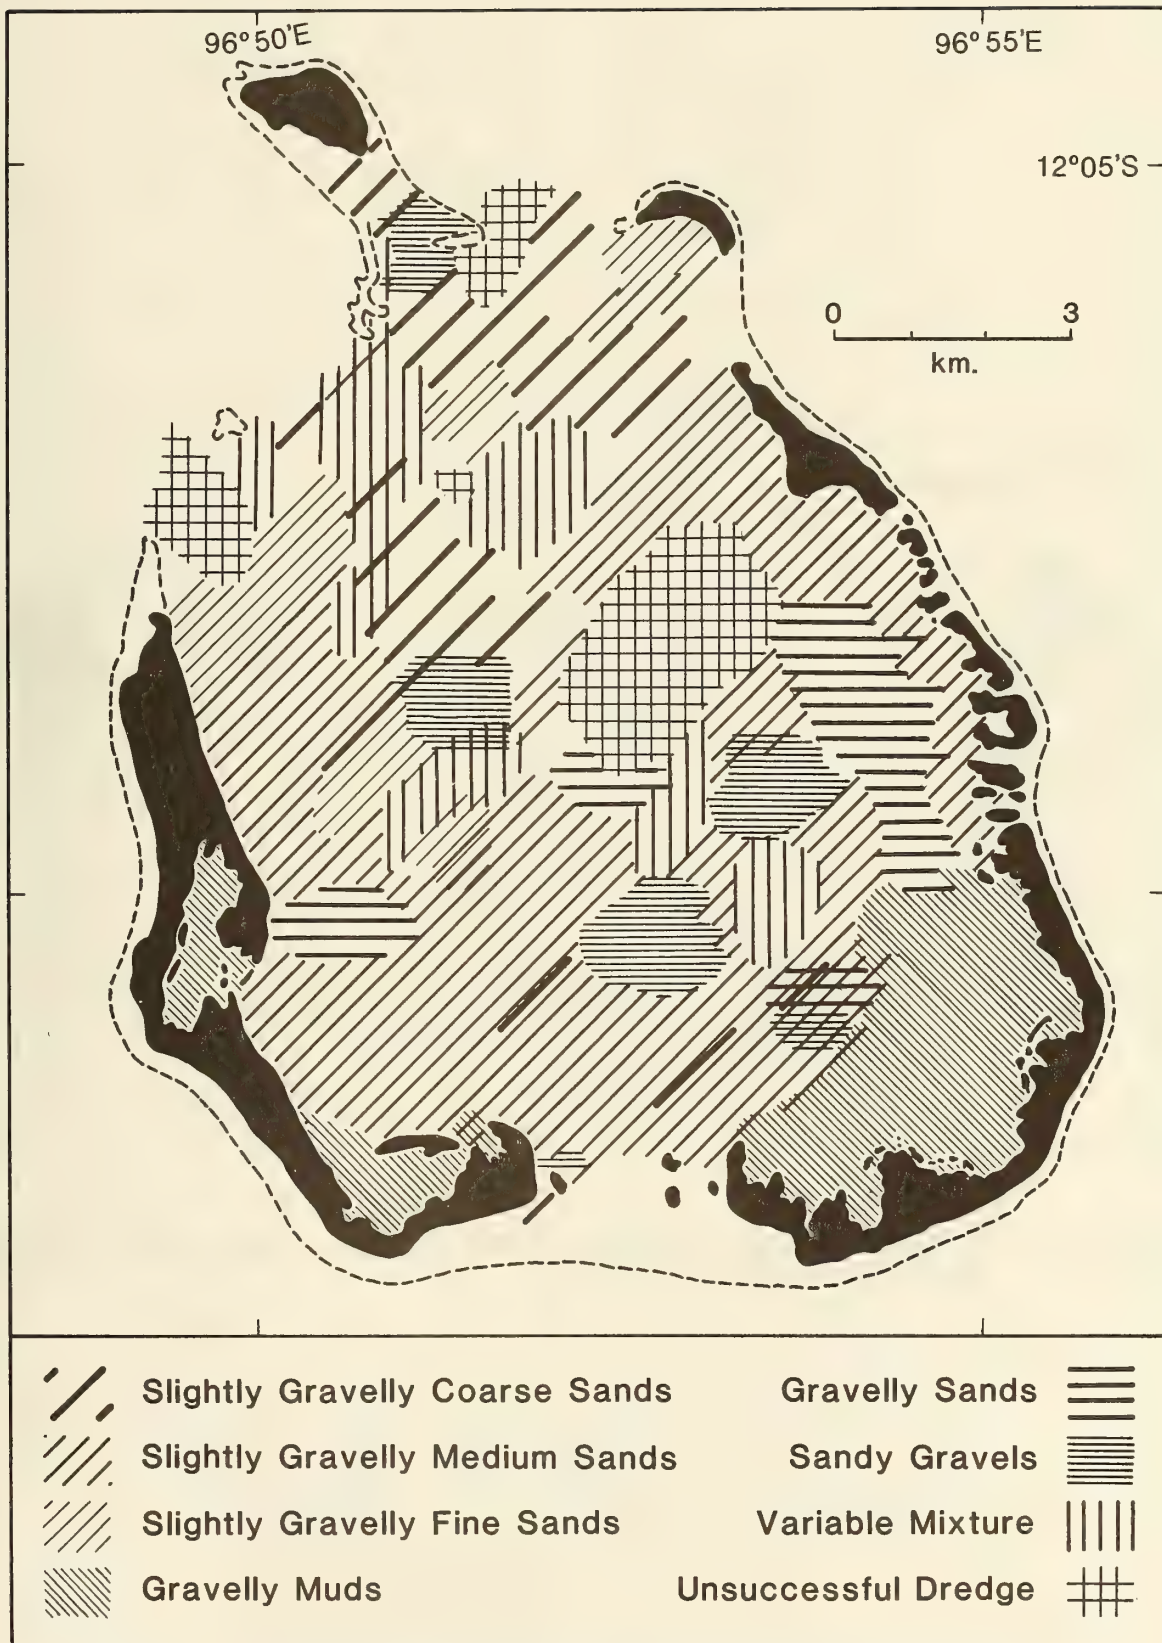 96°50'E
96°55'E
12°05'S
0 3
km.
Slightly Gravelly Coarse Sands
Slightly Gravelly Medium Sands
Slightly Gravelly Fine Sands
Gravelly Muds
Gravelly Sands
Sandy Gravels
Variable Mixture
Unsuccessful Dredge